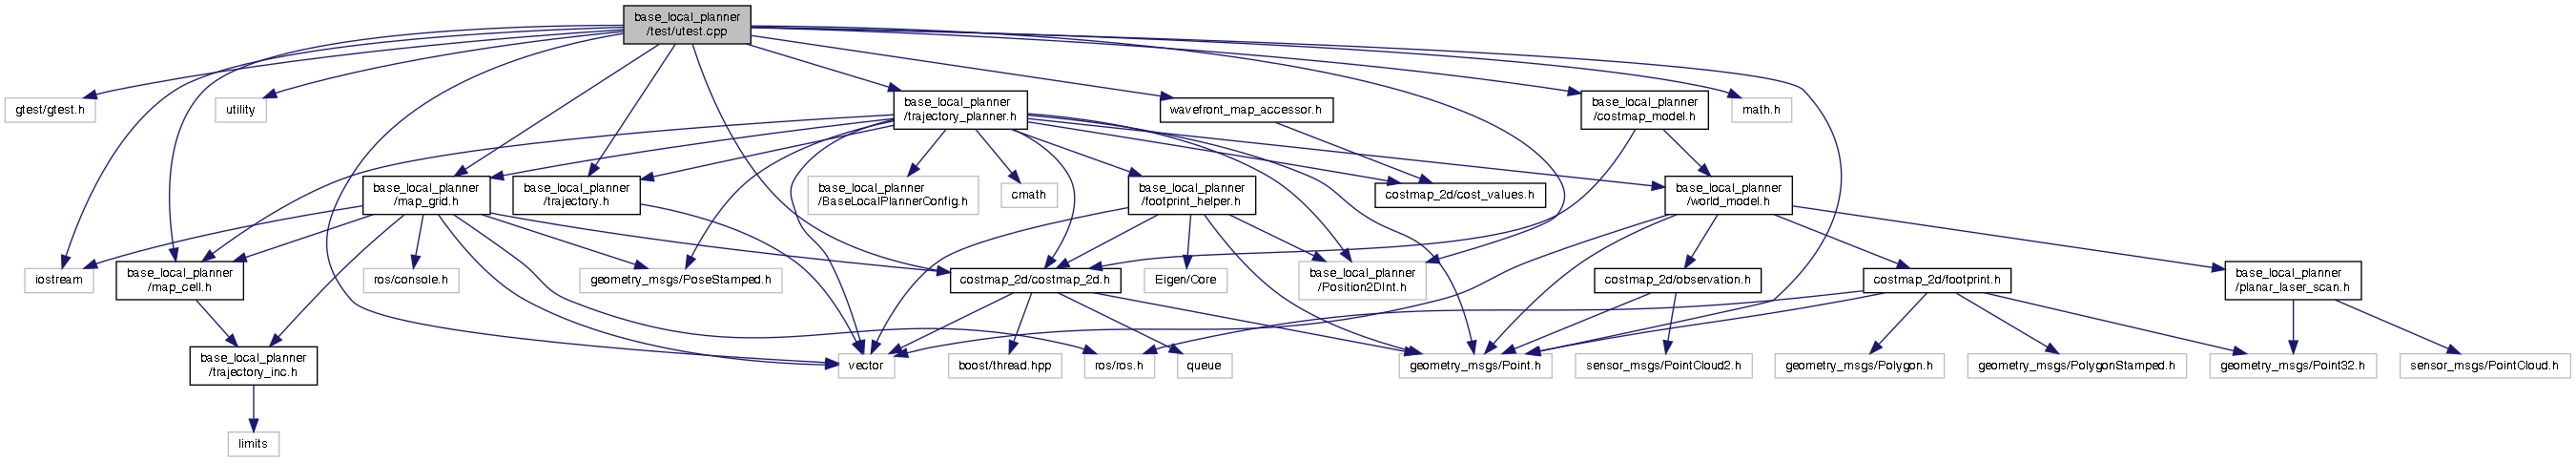 base_local_planner
/test/utest.cpp
gtest/gtest.h
utility
base_local_planner
/trajectory_planner.h
wavefront_map_accessor.h
base_local_planner
/costmap_model.h
math.h
base_local_planner
/map_grid.h
base_local_planner
/trajectory.h
base_local_planner
/BaseLocalPlannerConfig.h
cmath
base_local_planner
/footprint_helper.h
costmap_2d/cost_values.h
base_local_planner
/world_model.h
iostream
base_local_planner
/map_cell.h
ros/console.h
geometry_msgs/PoseStamped.h
costmap_2d/costmap_2d.h
Eigen/Core
base_local_planner
/Position2DInt.h
costmap_2d/observation.h
costmap_2d/footprint.h
base_local_planner
/planar_laser_scan.h
base_local_planner
/trajectory_inc.h
vector
boost/thread.hpp
ros/ros.h
queue
geometry_msgs/Point.h
sensor_msgs/PointCloud2.h
geometry_msgs/Polygon.h
geometry_msgs/PolygonStamped.h
geometry_msgs/Point32.h
sensor_msgs/PointCloud.h
limits